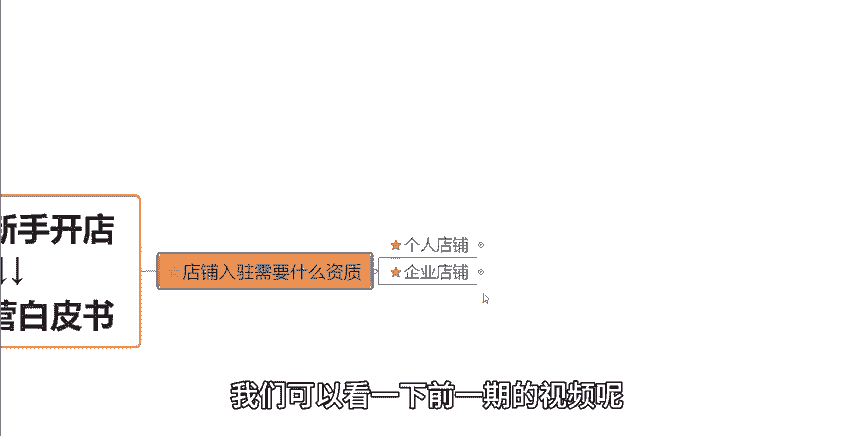 新手开店
↓↓
营白皮书
店铺入驻需要什么资质
个人店铺
企业店铺
我们可以看一下前一期的视频呢